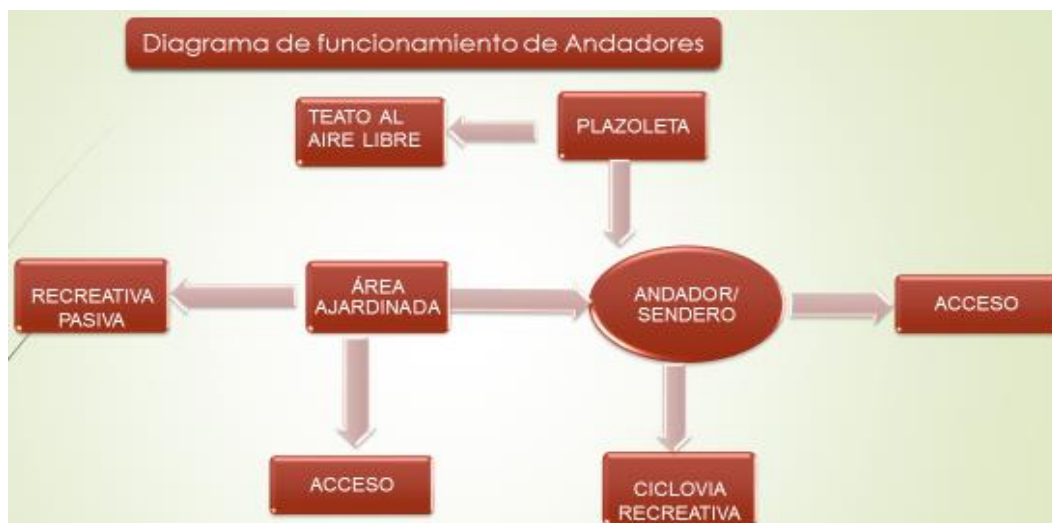 Diagrama de funcionamiento de Andadores
TEATO AL
AIRE LIBRE
PLAZOLETA
RECREATIVA
PASIVA
ÁREA
AJARDINADA
ANDADOR/
SENDERO
ACCESO
ACCESO
CICLOVIA
RECREATIVA